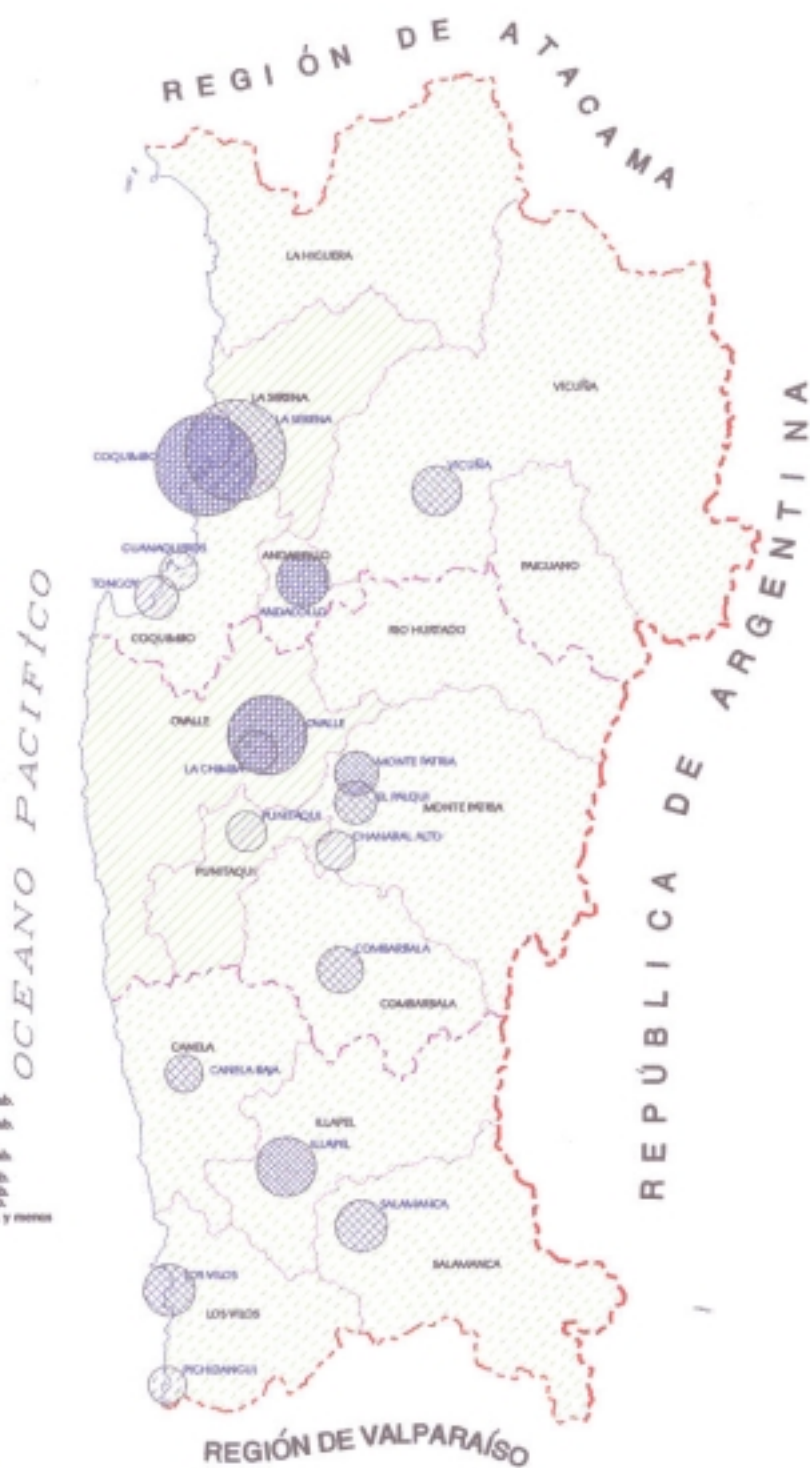 REGIÓN DE ATACAMA
LA HIGUERA
VICUÑA
LA SERENA
LA SERENA
COQUIMBO
VICUÑA
GUANAQUEROS
ANDACOLLO
PAIGUANO
TONGOY
ANDACOLLO
RIO HURTADO
COQUIMBO
OVALLE
OVALLE
LA CHIMBA
MONTE PATRIA
EL PALQUI
MONTE PATRIA
PUNITAQUI
CHAÑARAL ALTO
PUNITAQUI
COMBARBALA
COMBARBALA
CANELA
CANELA BAJA
ILLAPEL
ILLAPEL
SALAMANCA
SALAMANCA
LOS VILOS
LOS VILOS
PICHIDANGUI
OCEANO PACIFÍCO
REPÚBLICA DE ARGENTINA
y menos
REGIÓN DE VALPARAÍSO